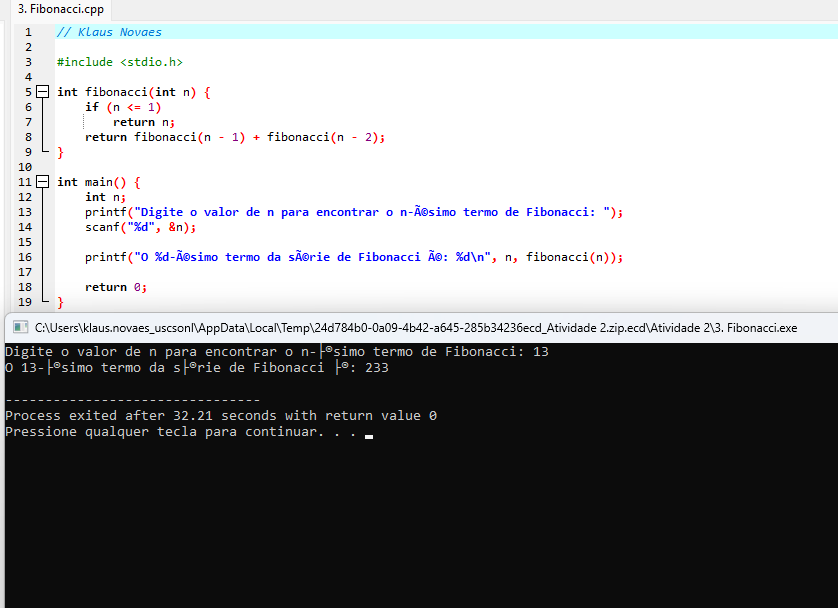 3. Fibonacci.cpp
1 // Klaus Novaes
2
3 #include <stdio.h>
4
5 int fibonacci(int n) {
6 if (n <= 1)
7 return n;
8 return fibonacci(n - 1) + fibonacci(n - 2);
9 }
10
11 int main() {
12 int n;
13 printf("Digite o valor de n para encontrar o n-Ã©simo termo de Fibonacci: ");
14 scanf("%d", &n);
15
16 printf("O %d-Ã©simo termo da sÃ©rie de Fibonacci Ã©: %d\n", n, fibonacci(n));
17
18 return 0;
19 }
C:\Users\klaus.novaes_uscsonl\AppData\Local\Temp\24d784b0-0a09-4b42-a645-285b34236ecd_Atividade 2.zip.ecd\Atividade 2\3. Fibonacci.exe
Digite o valor de n para encontrar o n-├®simo termo de Fibonacci: 13
O 13-├®simo termo da s├®rie de Fibonacci ├®: 233
--------------------------------
Process exited after 32.21 seconds with return value 0
Pressione qualquer tecla para continuar. . .